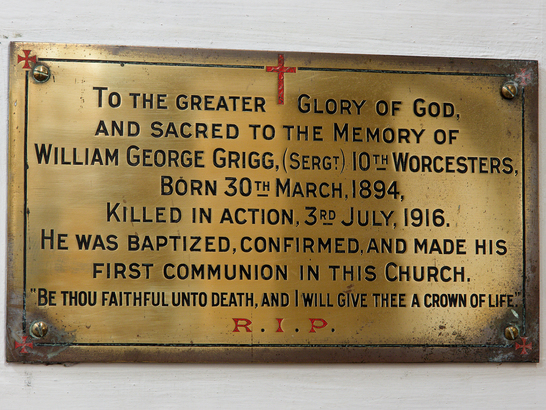 To the greater Glory of God,
and sacred to the Memory of
William George Grigg, (Sergt) 10th Worcesters,
Born 30th March, 1894,
Killed in action, 3rd July, 1916.
He was baptized, confirmed, and made his
first communion in this Church.
"Be thou faithful unto death, and I will give thee a crown of life."
R.I.P.